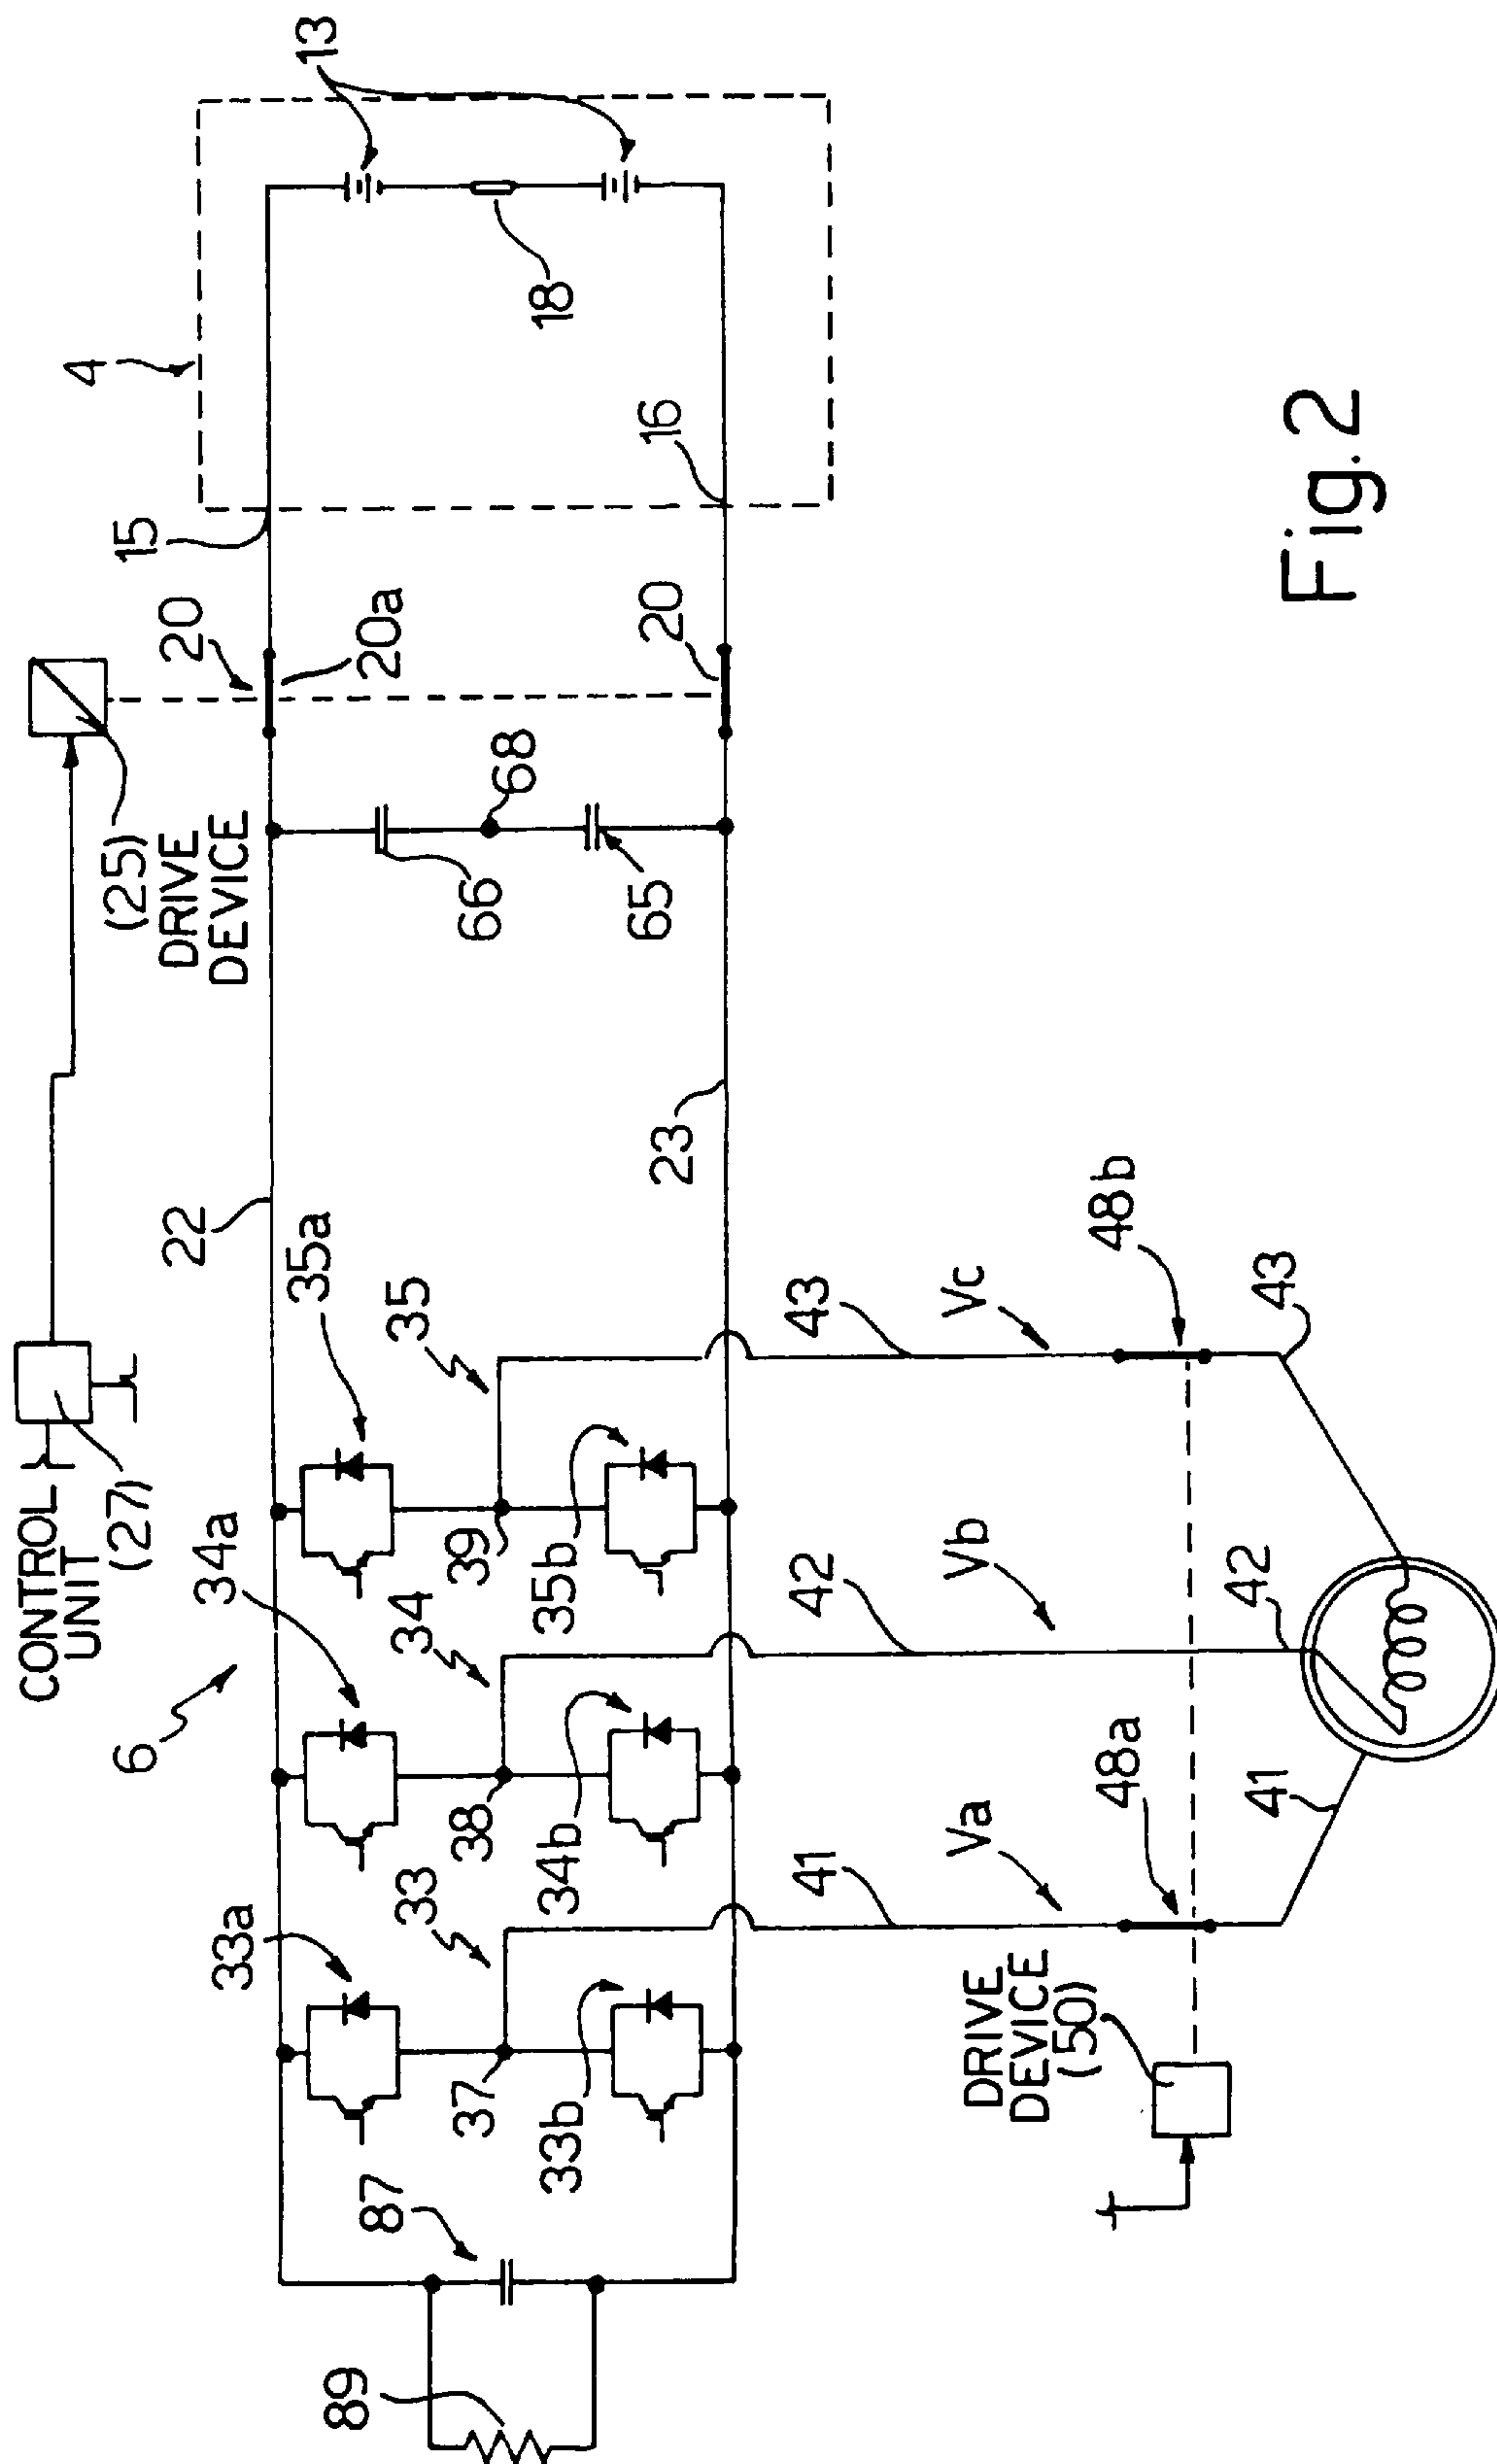 CONTROL
UNIT
(27)
(25)
DRIVE
DEVICE
6
22
20
20a
15
4
13
18
16
20
68
66
65
23
33a
34a
35a
33
34
35
37
38
39
33b
34b
35b
87
89
41
42
43
Va
Vb
Vc
48a
48b
DRIVE
DEVICE
(50)
41
42
43
Fig.2